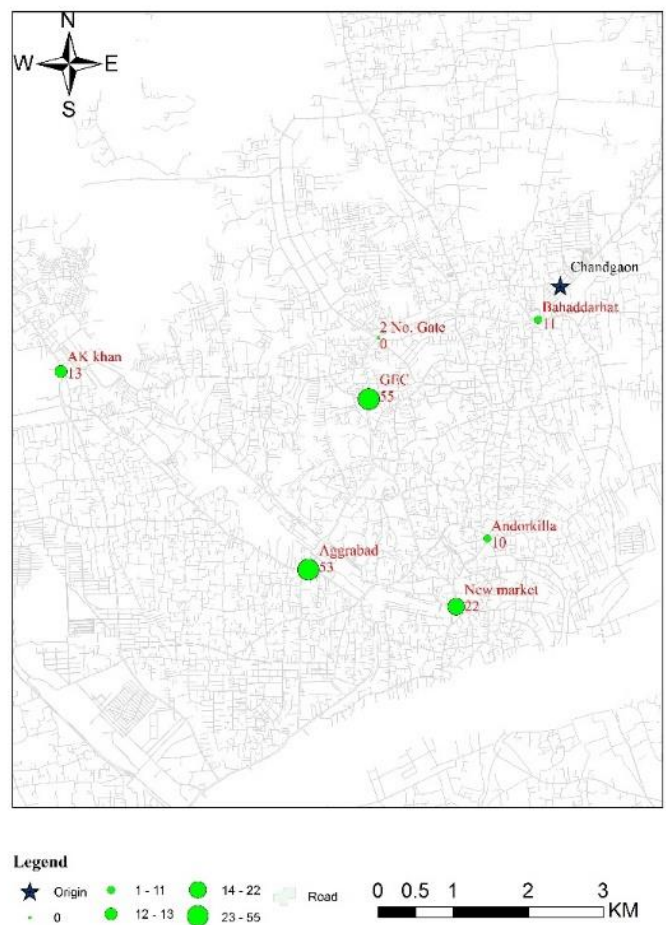 N
W E
S
Chandgaon
Bahaddarhat
11
2 No. Gate
0
AK khan
13
GEC
55
Andorkilla
10
Aggrabad
53
New market
22
Legend
Origin 1 - 11 14 - 22 Road
0 12 - 13 23 - 55
0 0.5 1 2 3
KM